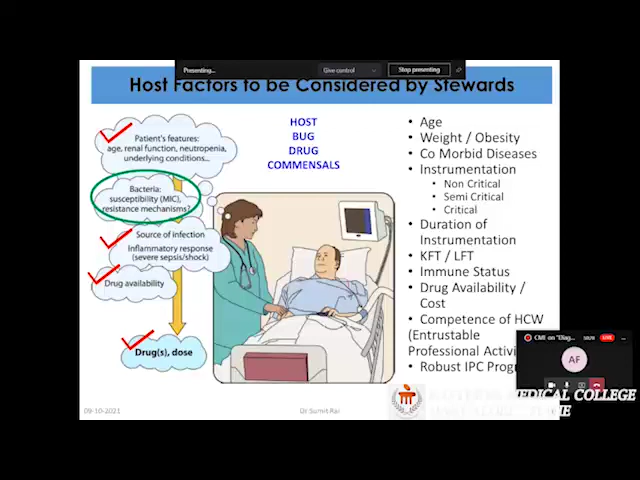 Presenting...
Give control
Stop presenting
Host Factors to be Considered by Stewards
Patient's features:
age, renal function, neutropenia,
underlying conditions...
Bacteria:
susceptibility (MIC),
resistance mechanisms?
Source of infection
Inflammatory response
(severe sepsis/shock)
Drug availability
Drug(s), dose
HOST
BUG
DRUG
COMMENSALS
• Age
• Weight / Obesity
• Co Morbid Diseases
• Instrumentation
• Non Critical
• Semi Critical
• Critical
• Duration of
Instrumentation
• KFT / LFT
• Immune Status
• Drug Availability /
Cost
• Competence of HCW
(Entrustable
Professional Activi
• Robust IPC Progr
CME on "Diag
LIVE
AF
MEDICAL COLLEGE
09-10-2021
Dr Sumit Rai